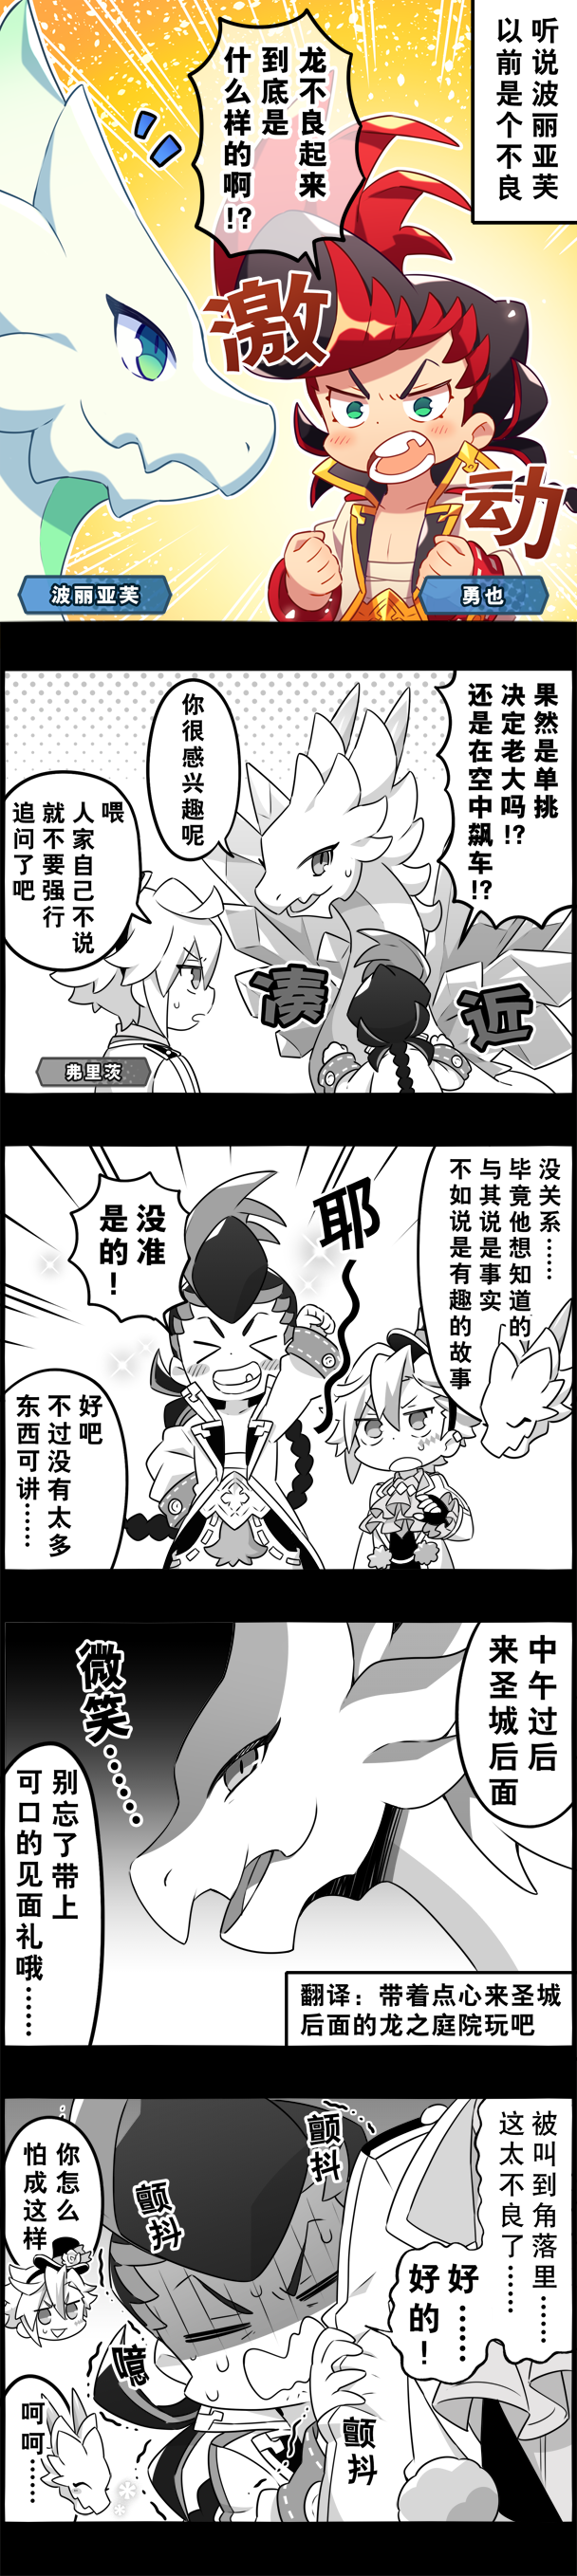 听说波丽亚芙
以前是个不良
龙不良起来
到底是
什么样的啊!?
激
动
波丽亚芙
勇也
果然是单挑
决定老大吗!?
还是在空中飙车!?
你很感兴趣呢
喂
人家自己不说
就不要强行
追问了吧
凑
近
弗里茨
没关系……
毕竟他想知道的
与其说是事实
不如说是有趣的故事
耶
没准
是的！
好吧
不过没有太多
东西可讲……
中午过后
来圣城后面
微笑……
别忘了带上
可口的见面礼哦……
翻译：带着点心来圣城
后面的龙之庭院玩吧
被叫到角落里……
这太不良了……
好……
好的！
颤抖
颤抖
你怎么
怕成这样
噫
颤抖
呵呵……